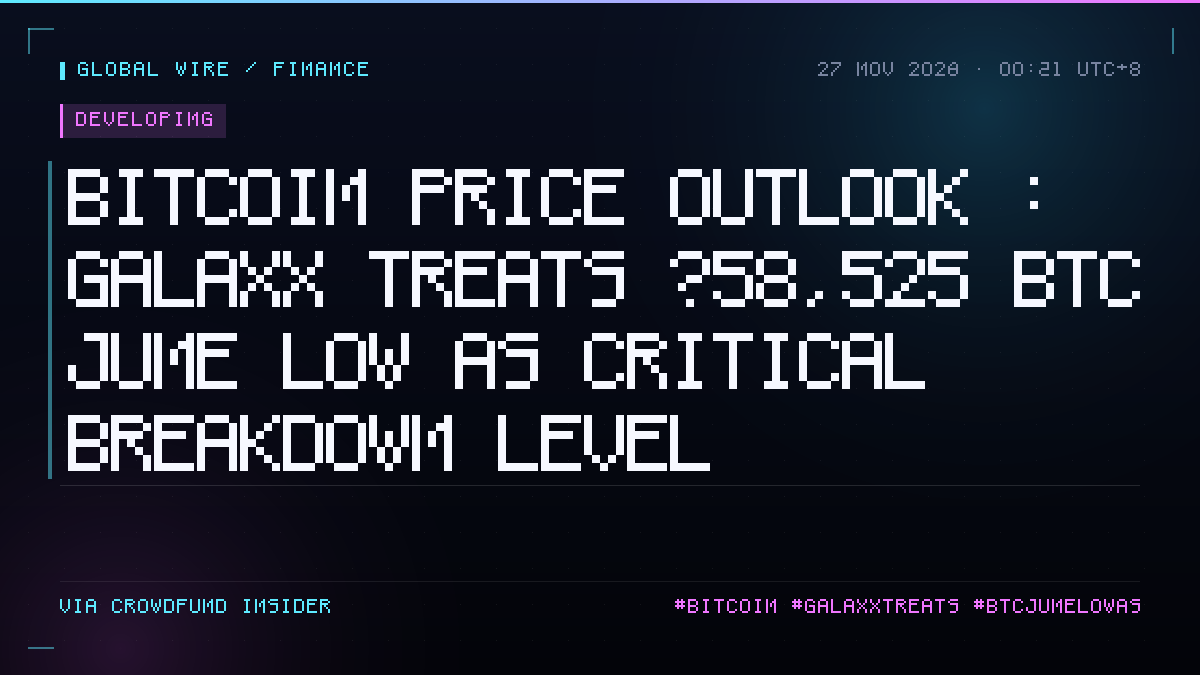 GLOBAL WIRE / FIMAMCE
27 MOV 2028 · 00:21 UTC+8
DEVELOPIMG
BITCOIM PRICE OUTLOOK :
GALAXX TREATS ?58,525 BTC
JUME LOW AS CRITICAL
BREAKDOWM LEVEL
VIA CROWDFUMD IMSIDER
#BITCOIM #GALAXXTREATS #BTCJUMELOWAS